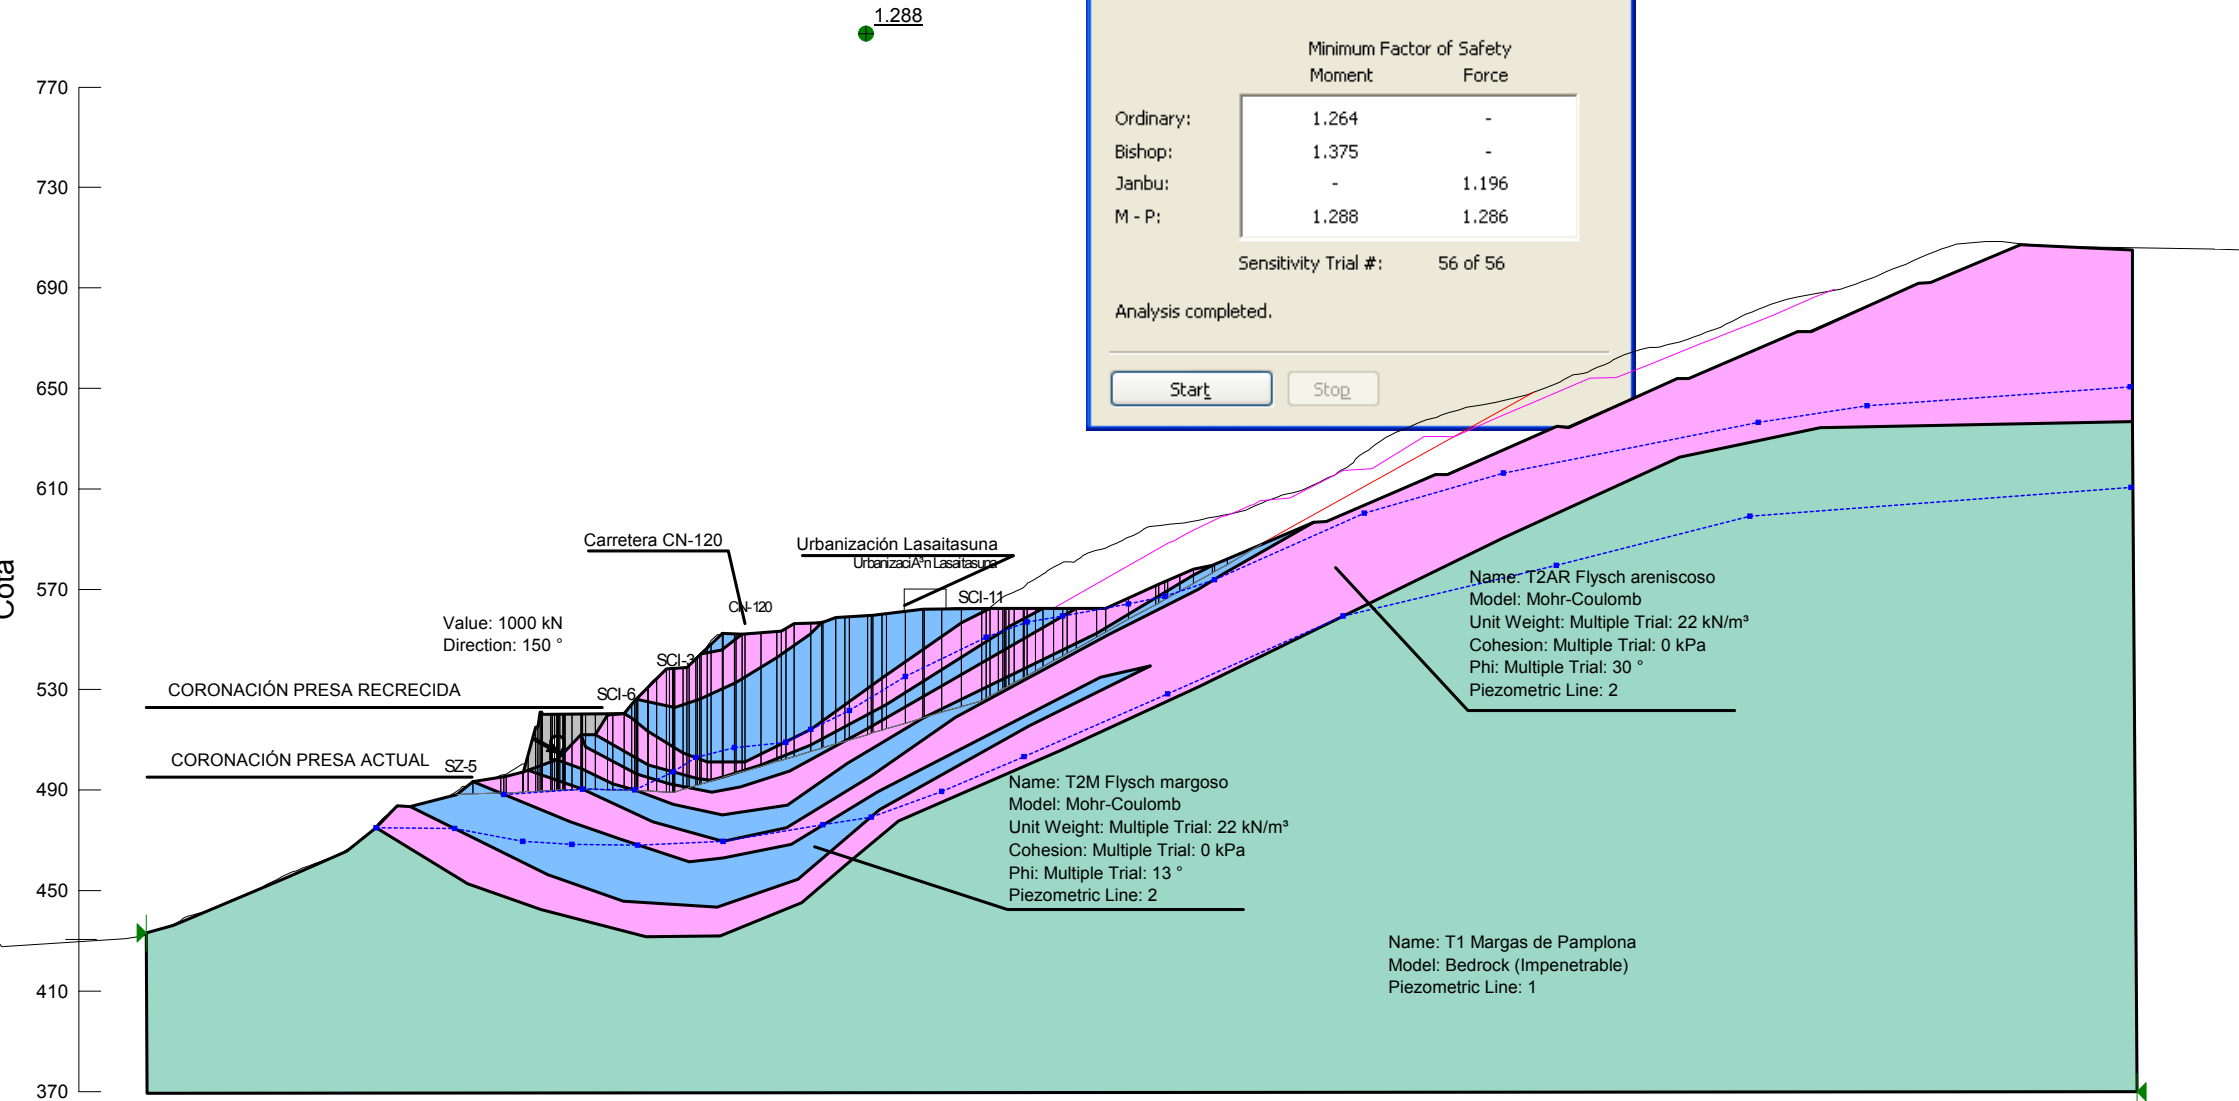 1.288
Minimum Factor of Safety
Moment Force
Ordinary: 1.264 -
Bishop: 1.375 -
Janbu: - 1.196
M - P: 1.288 1.286
Sensitivity Trial #: 56 of 56
Analysis completed.
Start Stop
770
730
690
650
610
570
530
490
450
410
370
Cota
Carretera CN-120
Urbanización Lasaitasuna
UrbanizaciÃ³n Lasaitasuna
CN-120
SCI-11
Value: 1000 kN
Direction: 150 °
SCI-3
SCI-6
CORONACIÓN PRESA RECRECIDA
CORONACIÓN PRESA ACTUAL
SZ-5
Name: T2AR Flysch areniscoso
Model: Mohr-Coulomb
Unit Weight: Multiple Trial: 22 kN/m³
Cohesion: Multiple Trial: 0 kPa
Phi: Multiple Trial: 30 °
Piezometric Line: 2
Name: T2M Flysch margoso
Model: Mohr-Coulomb
Unit Weight: Multiple Trial: 22 kN/m³
Cohesion: Multiple Trial: 0 kPa
Phi: Multiple Trial: 13 °
Piezometric Line: 2
Name: T1 Margas de Pamplona
Model: Bedrock (Impenetrable)
Piezometric Line: 1